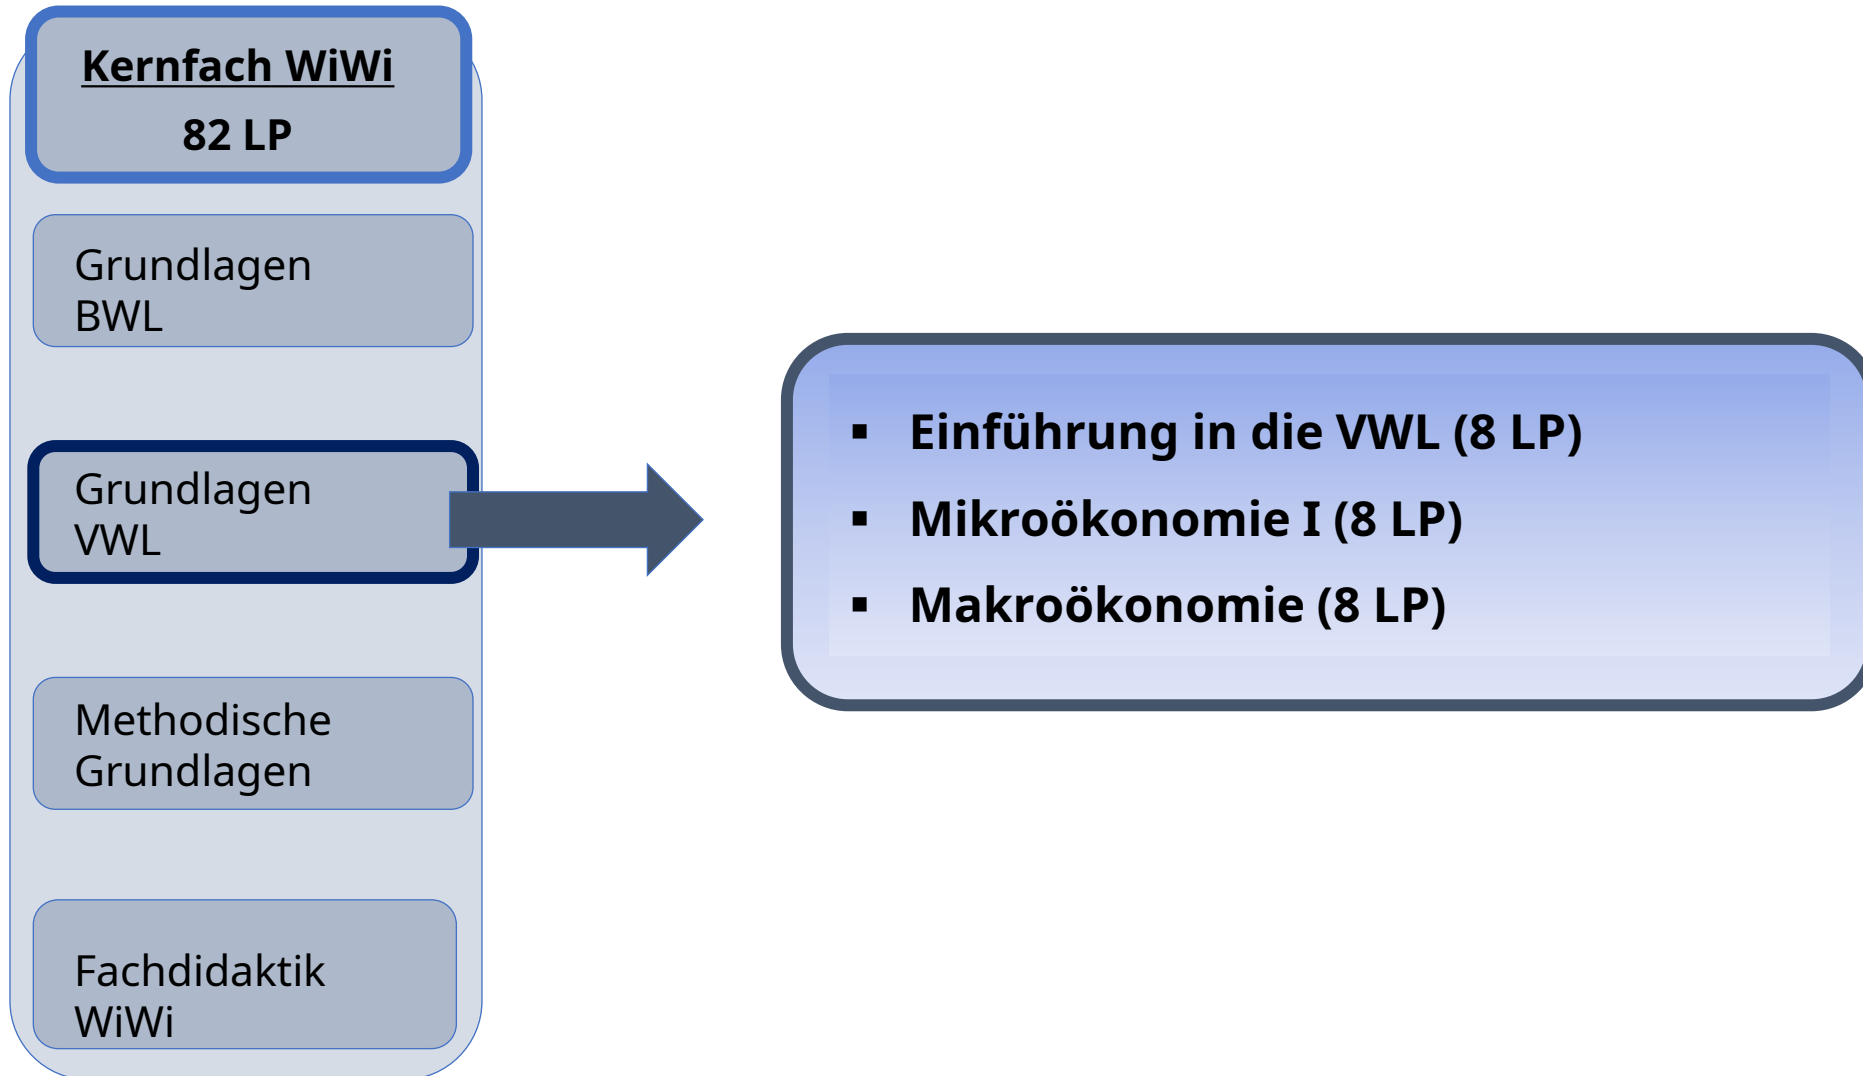 Kernfach WiWi
82 LP
Grundlagen
BWL
Grundlagen
VWL
Methodische
Grundlagen
Fachdidaktik
WiWi
▪ Einführung in die VWL (8 LP)
▪ Mikroökonomie I (8 LP)
▪ Makroökonomie (8 LP)